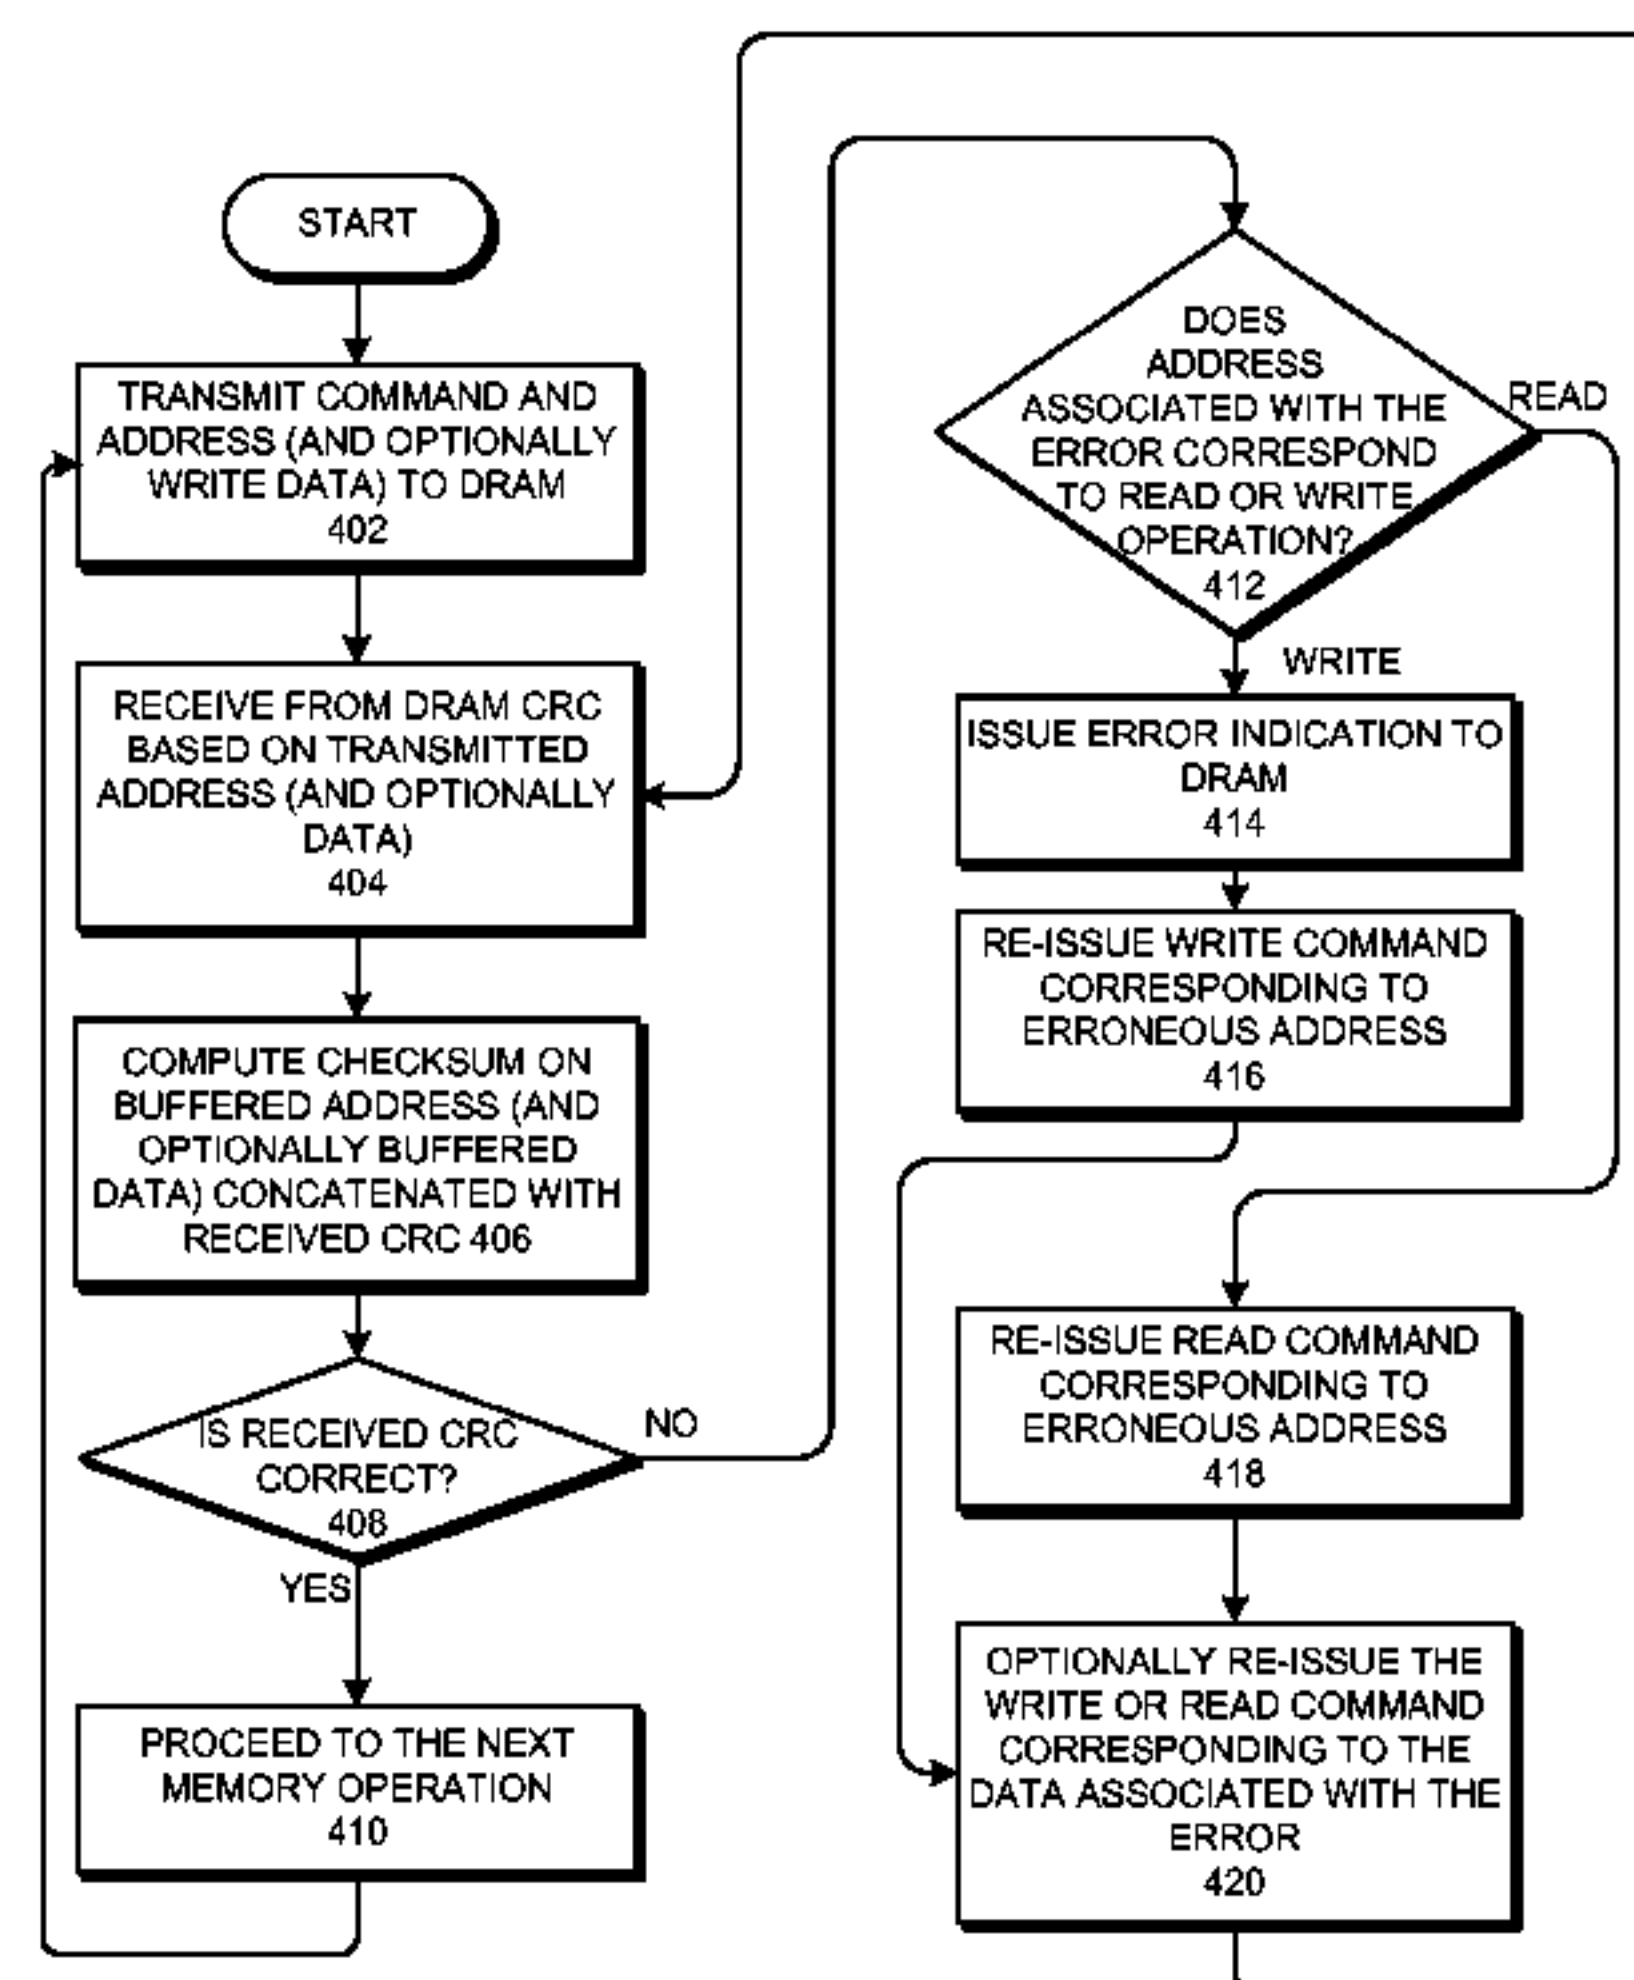 START
TRANSMIT COMMAND AND
ADDRESS (AND OPTIONALLY
WRITE DATA) TO DRAM
402
RECEIVE FROM DRAM CRC
BASED ON TRANSMITTED
ADDRESS (AND OPTIONALLY
DATA)
404
COMPUTE CHECKSUM ON
BUFFERED ADDRESS (AND
OPTIONALLY BUFFERED
DATA) CONCATENATED WITH
RECEIVED CRC 406
IS RECEIVED CRC
CORRECT?
408
NO
YES
PROCEED TO THE NEXT
MEMORY OPERATION
410
DOES
ADDRESS
ASSOCIATED WITH THE
ERROR CORRESPOND
TO READ OR WRITE
OPERATION?
412
READ
WRITE
ISSUE ERROR INDICATION TO
DRAM
414
RE-ISSUE WRITE COMMAND
CORRESPONDING TO
ERRONEOUS ADDRESS
416
RE-ISSUE READ COMMAND
CORRESPONDING TO
ERRONEOUS ADDRESS
418
OPTIONALLY RE-ISSUE THE
WRITE OR READ COMMAND
CORRESPONDING TO THE
DATA ASSOCIATED WITH THE
ERROR
420